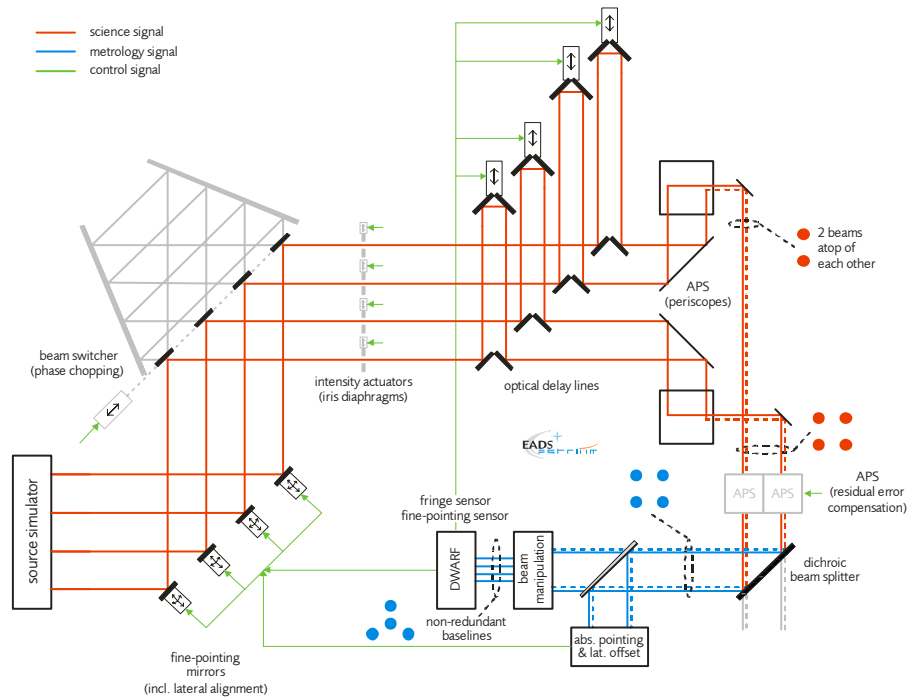 science signal
metrology signal
control signal
2 beams
atop of
each other
APS
(periscopes)
beam switcher
(phase chopping)
intensity actuators
(iris diaphragms)
optical delay lines
EADS
astrium
source simulator
fringe sensor
fine-pointing sensor
APS
APS
APS
(residual error
compensation)
DWARF
beam
manipulation
dichroic
beam splitter
non-redundant
baselines
abs. pointing
& lat. offset
fine-pointing
mirrors
(incl. lateral alignment)